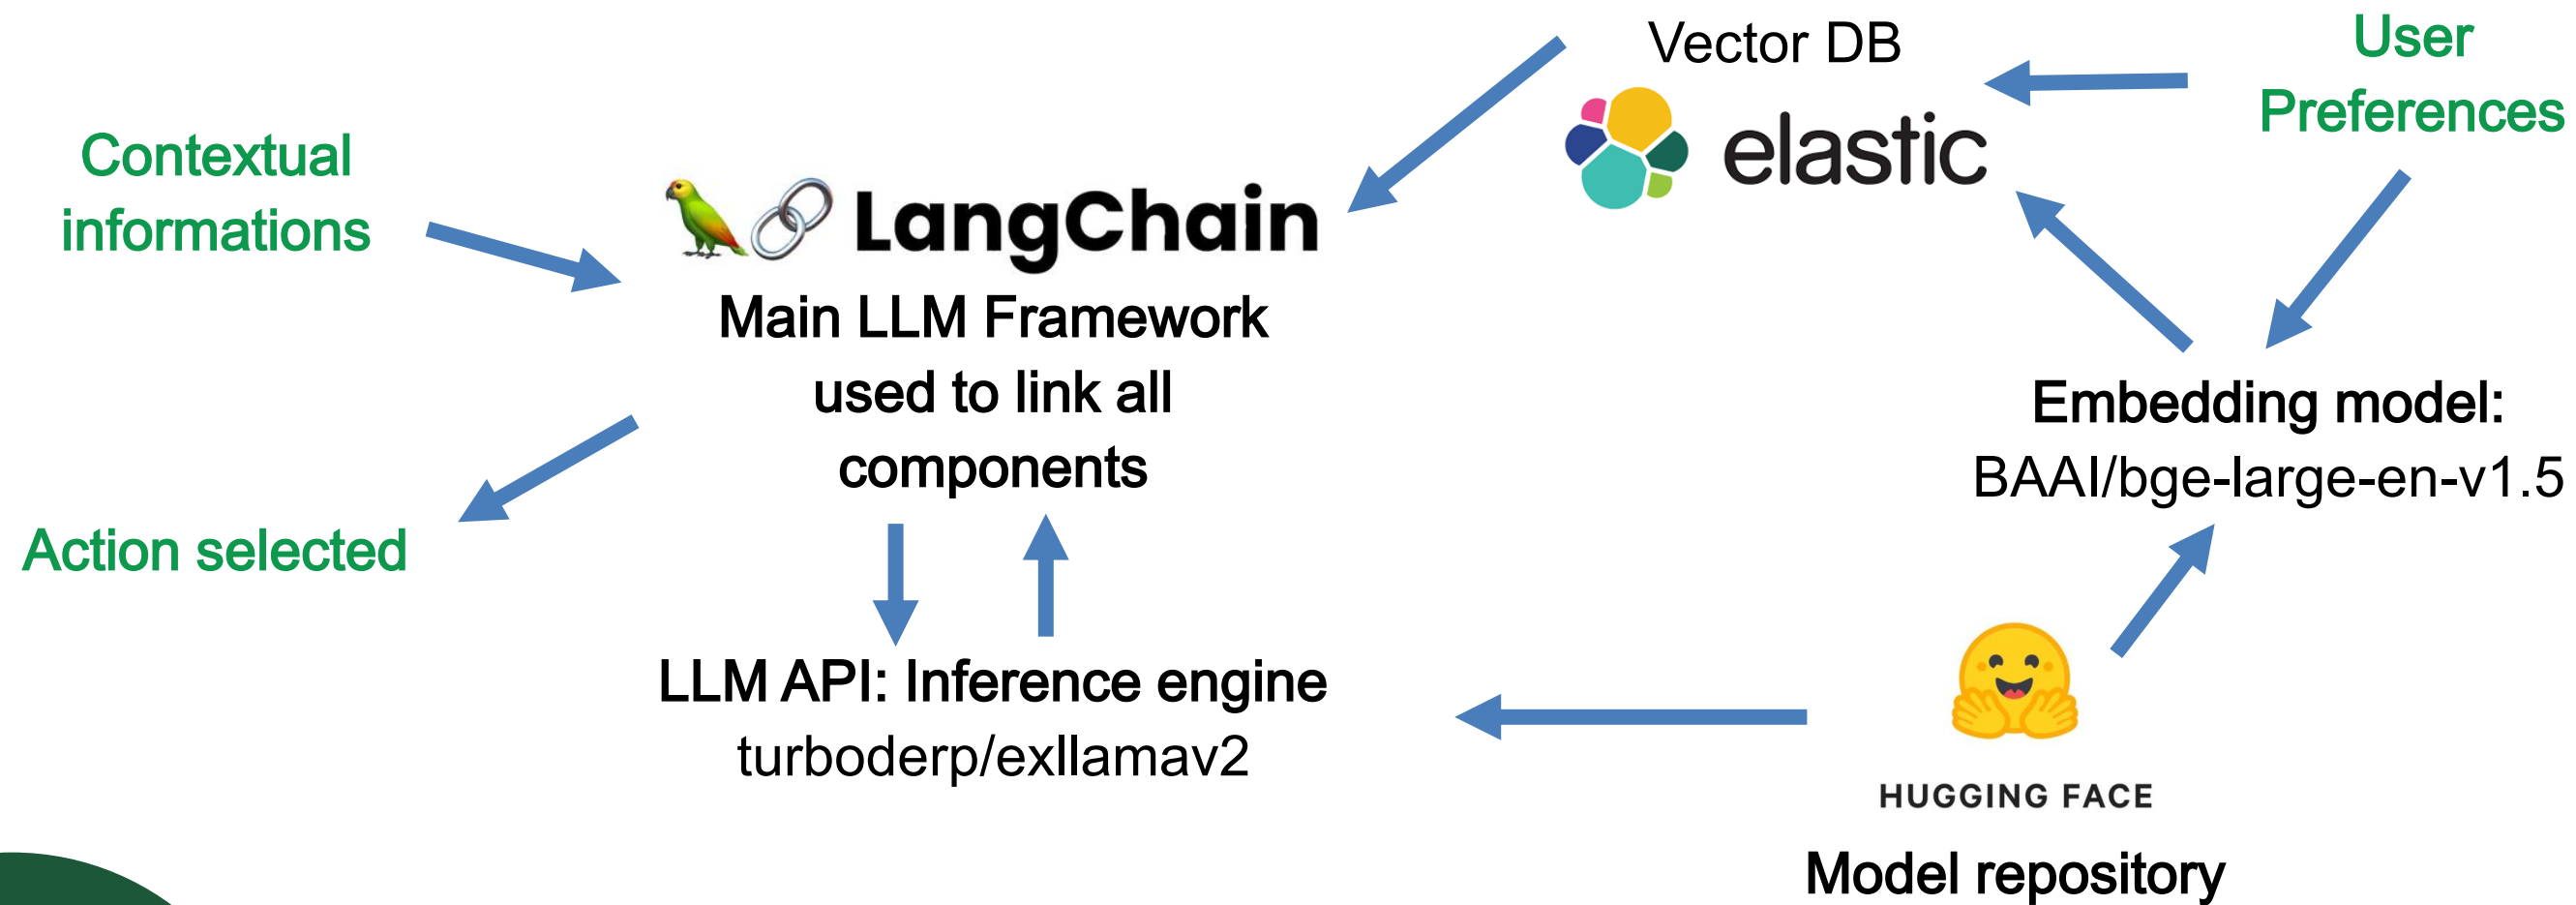 Contextual
informations
Action selected
LangChain
Main LLM Framework
used to link all
components
LLM API: Inference engine
turboderp/exllamav2
Vector DB
elastic
User
Preferences
Embedding model:
BAAI/bge-large-en-v1.5
HUGGING FACE
Model repository